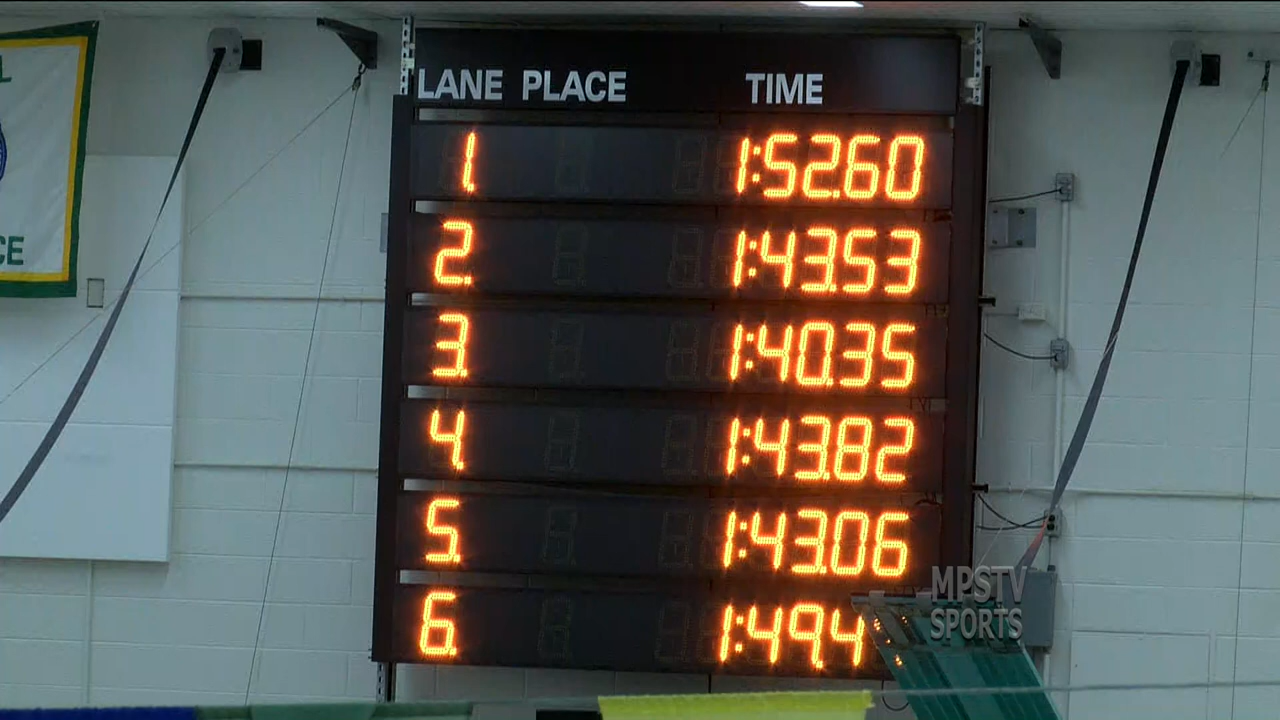 LANE PLACE TIME
1. 1:52.60
2. 1:43.53
3. 1:40.35
4. 1:43.82
5. 1:43.06
6. 1:49.4
L
CE
MPSTV
SPORTS